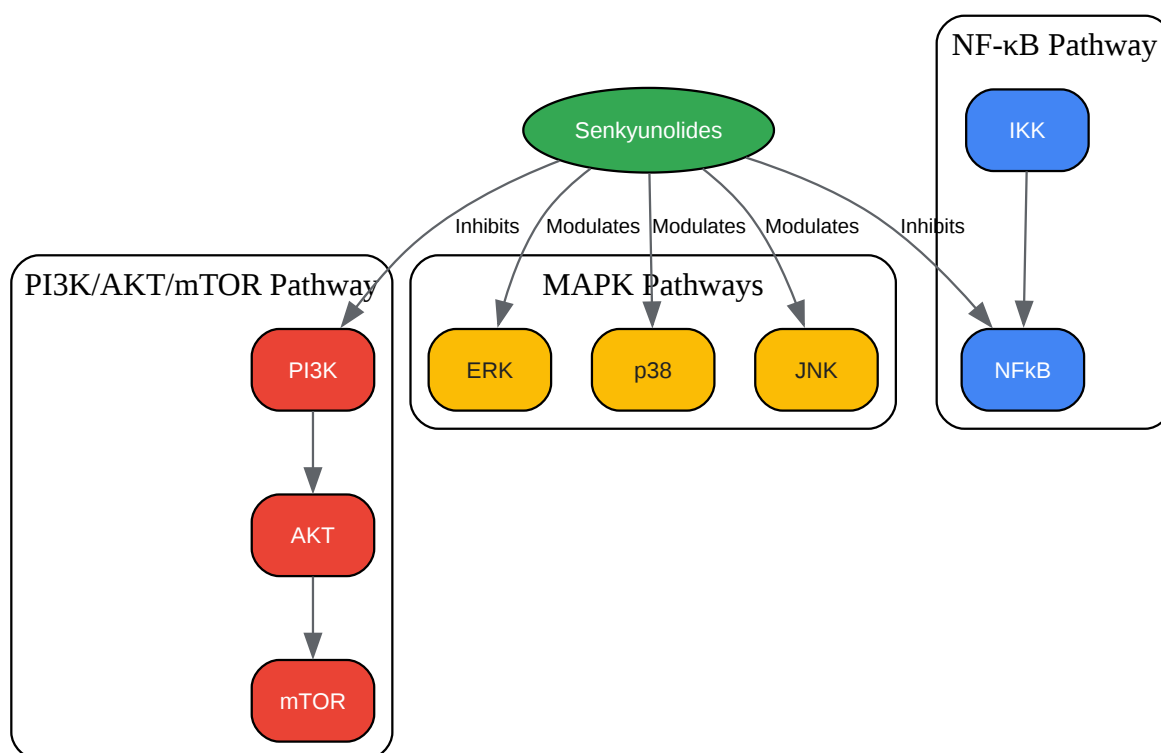 NF-κB Pathway
Senkyunolides
IKK
Inhibits
Modulates
Modulates
Modulates
Inhibits
PI3K/AKT/mTOR Pathway
MAPK Pathways
PI3K
ERK
p38
JNK
NFkB
AKT
mTOR